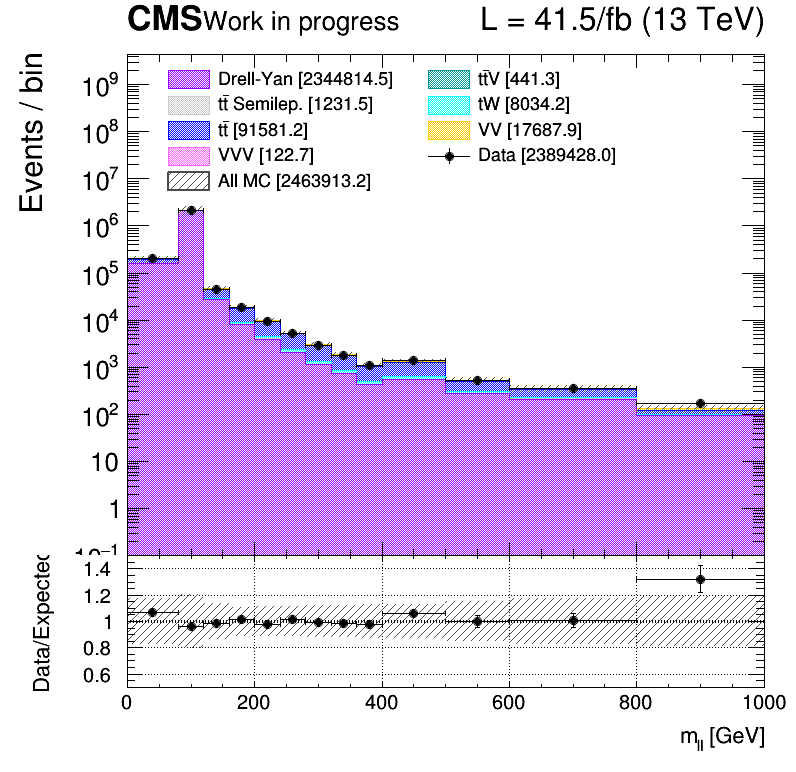 CMS Work in progress L = 41.5/fb (13 TeV)
Events / bin
10⁹
10⁸
10⁷
10⁶
10⁵
10⁴
10³
10²
10
1
10⁻¹
Drell-Yan [2344814.5]
tt̄ Semilep. [1231.5]
tt̄ [91581.2]
VVV [122.7]
All MC [2463913.2]
tt̄V [441.3]
tW [8034.2]
VV [17687.9]
Data [2389428.0]
Data/Expected
1.4
1.2
1
0.8
0.6
0 200 400 600 800 1000
m_ll [GeV]